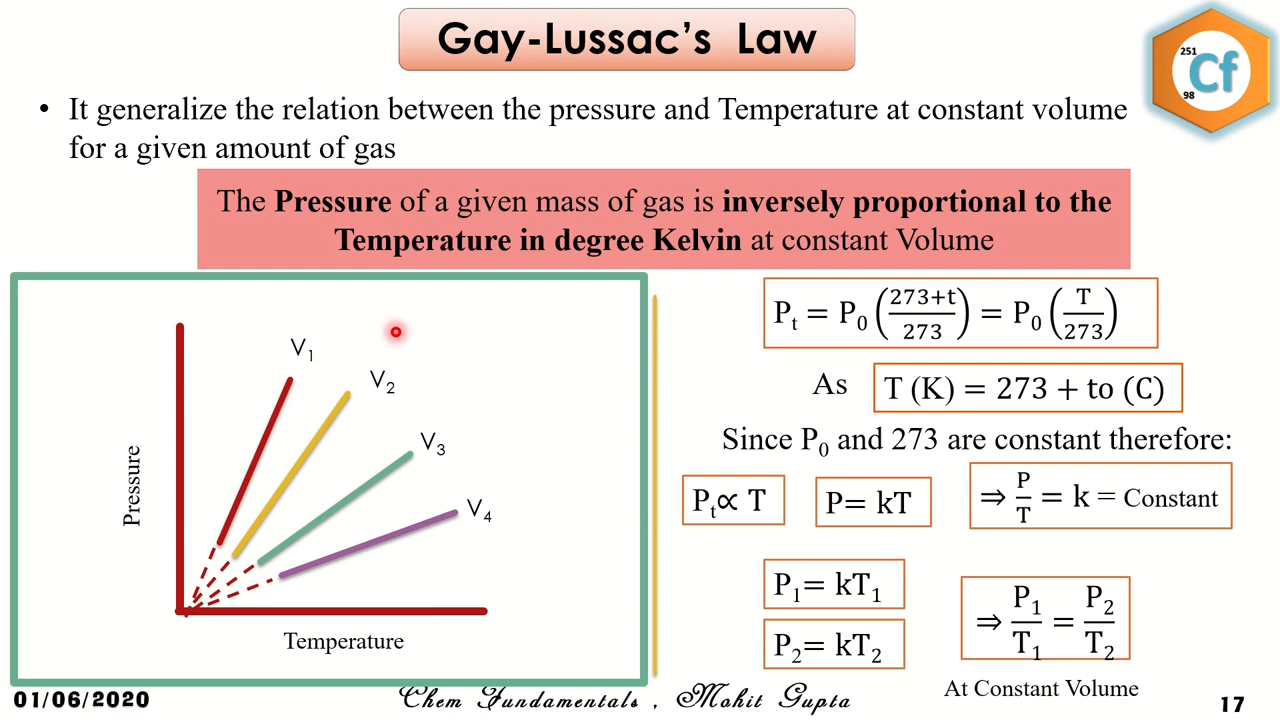 Gay-Lussac's Law
251
Cf
98
• It generalize the relation between the pressure and Temperature at constant volume
for a given amount of gas
The Pressure of a given mass of gas is inversely proportional to the
Temperature in degree Kelvin at constant Volume
V₁
V₂
V₃
V₄
Pressure
Temperature
Pₜ = P₀ (273+t/273) = P₀ (T/273)
As T (K) = 273 + to (C)
Since P₀ and 273 are constant therefore:
Pₜ∝ T
P= kT
⇒ P/T = k = Constant
P₁= kT₁
P₂= kT₂
⇒ P₁/T₁ = P₂/T₂
At Constant Volume
01/06/2020
Chem Fundamentals , Mohit Gupta
17